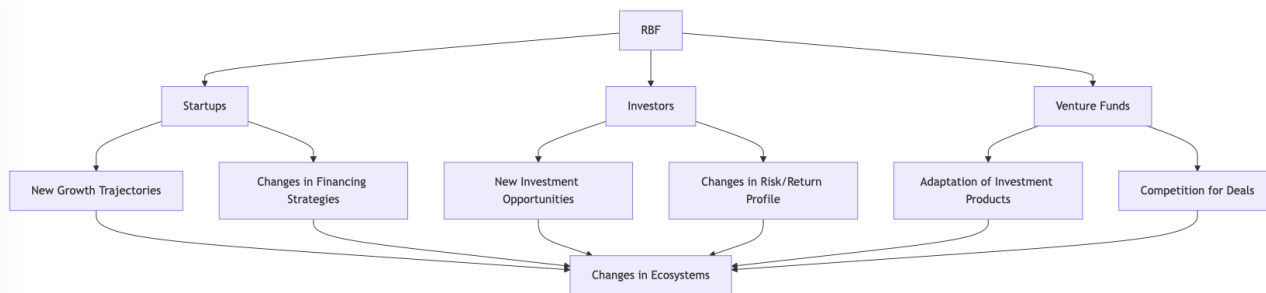 RBF
Startups
Investors
Venture Funds
New Growth Trajectories
Changes in Financing
Strategies
New Investment
Opportunities
Changes in Risk/Return
Profile
Adaptation of Investment
Products
Competition for Deals
Changes in Ecosystems